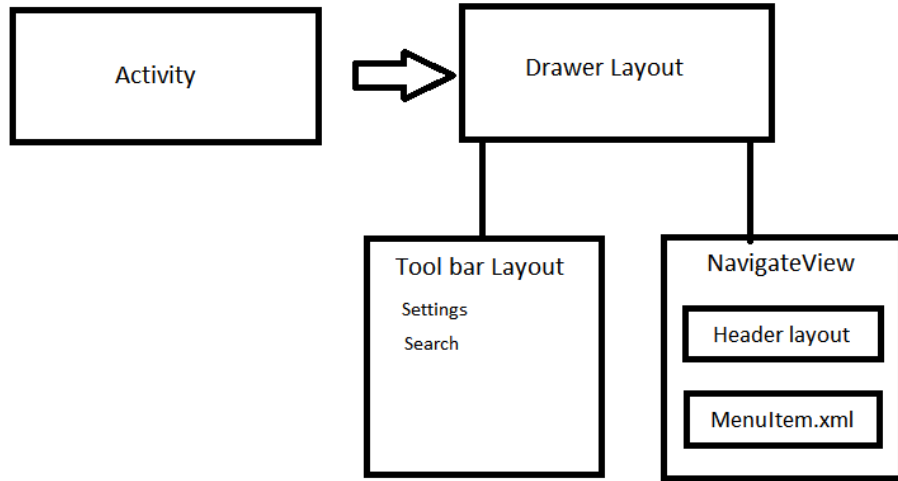 Activity
Drawer Layout
Tool bar Layout
Settings
Search
NavigateView
Header layout
MenuItem.xml